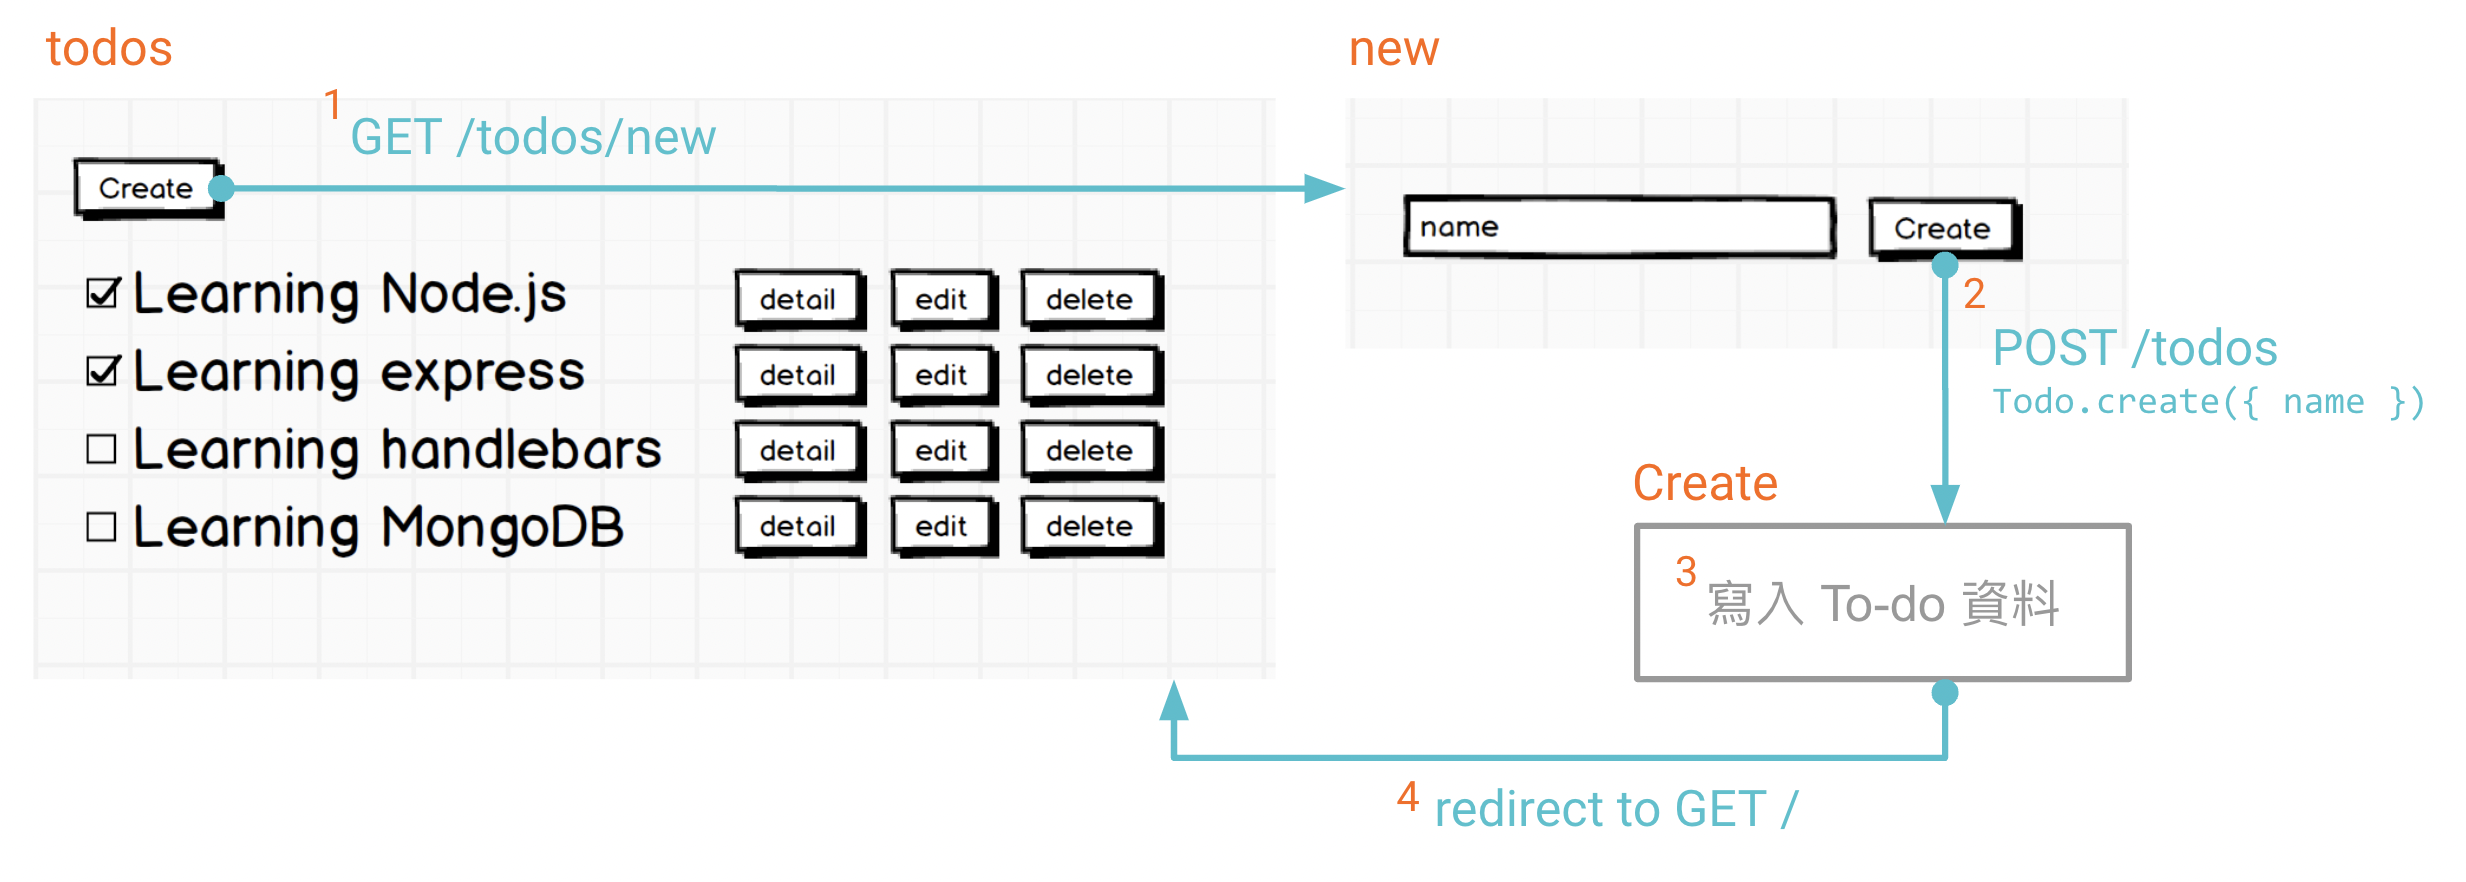 todos
1
GET /todos/new
Create
Learning Node.js detail edit delete
Learning express detail edit delete
Learning handlebars detail edit delete
Learning MongoDB detail edit delete
new
name Create
2
POST /todos
Todo.create({ name })
Create
3
寫入 To-do 資料
4
redirect to GET /